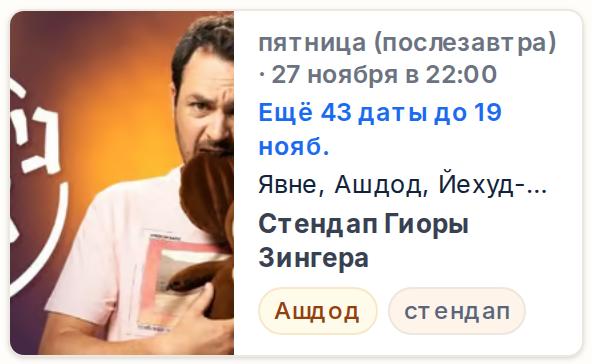 пятница (послезавтра)
· 27 ноября в 22:00
Ещё 43 даты до 19
нояб.
Явне, Ашдод, Йехуд-...
Стендап Гиоры
Зингера
Ашдод стендап